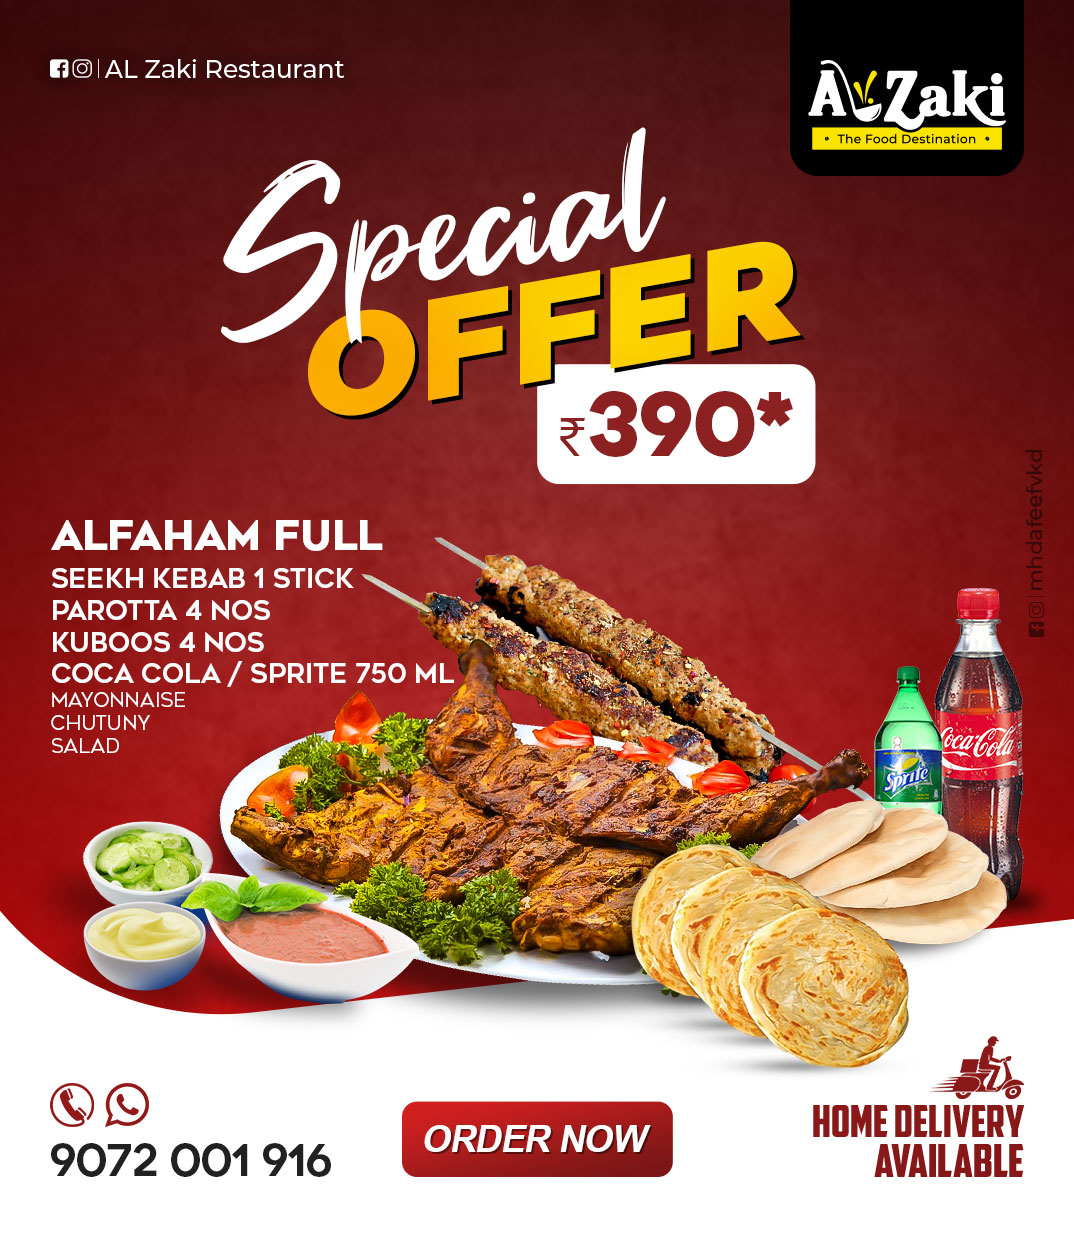 AL Zaki Restaurant
Al Zaki
• The Food Destination •
Special
OFFER
₹390*
ALFAHAM FULL
SEEKH KEBAB 1 STICK
PAROTTA 4 NOS
KUBOOS 4 NOS
COCA COLA / SPRITE 750 ML
MAYONNAISE
CHUTUNY
SALAD
mhdafeefvkd
Sprite
Coca-Cola
9072 001 916
ORDER NOW
HOME DELIVERY
AVAILABLE